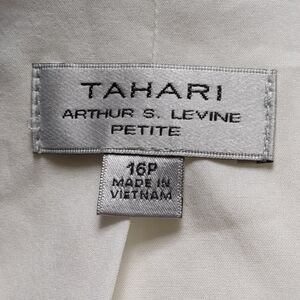 TAHARI
ARTHUR S. LEVINE
PETITE
16P
MADE IN
VIETNAM